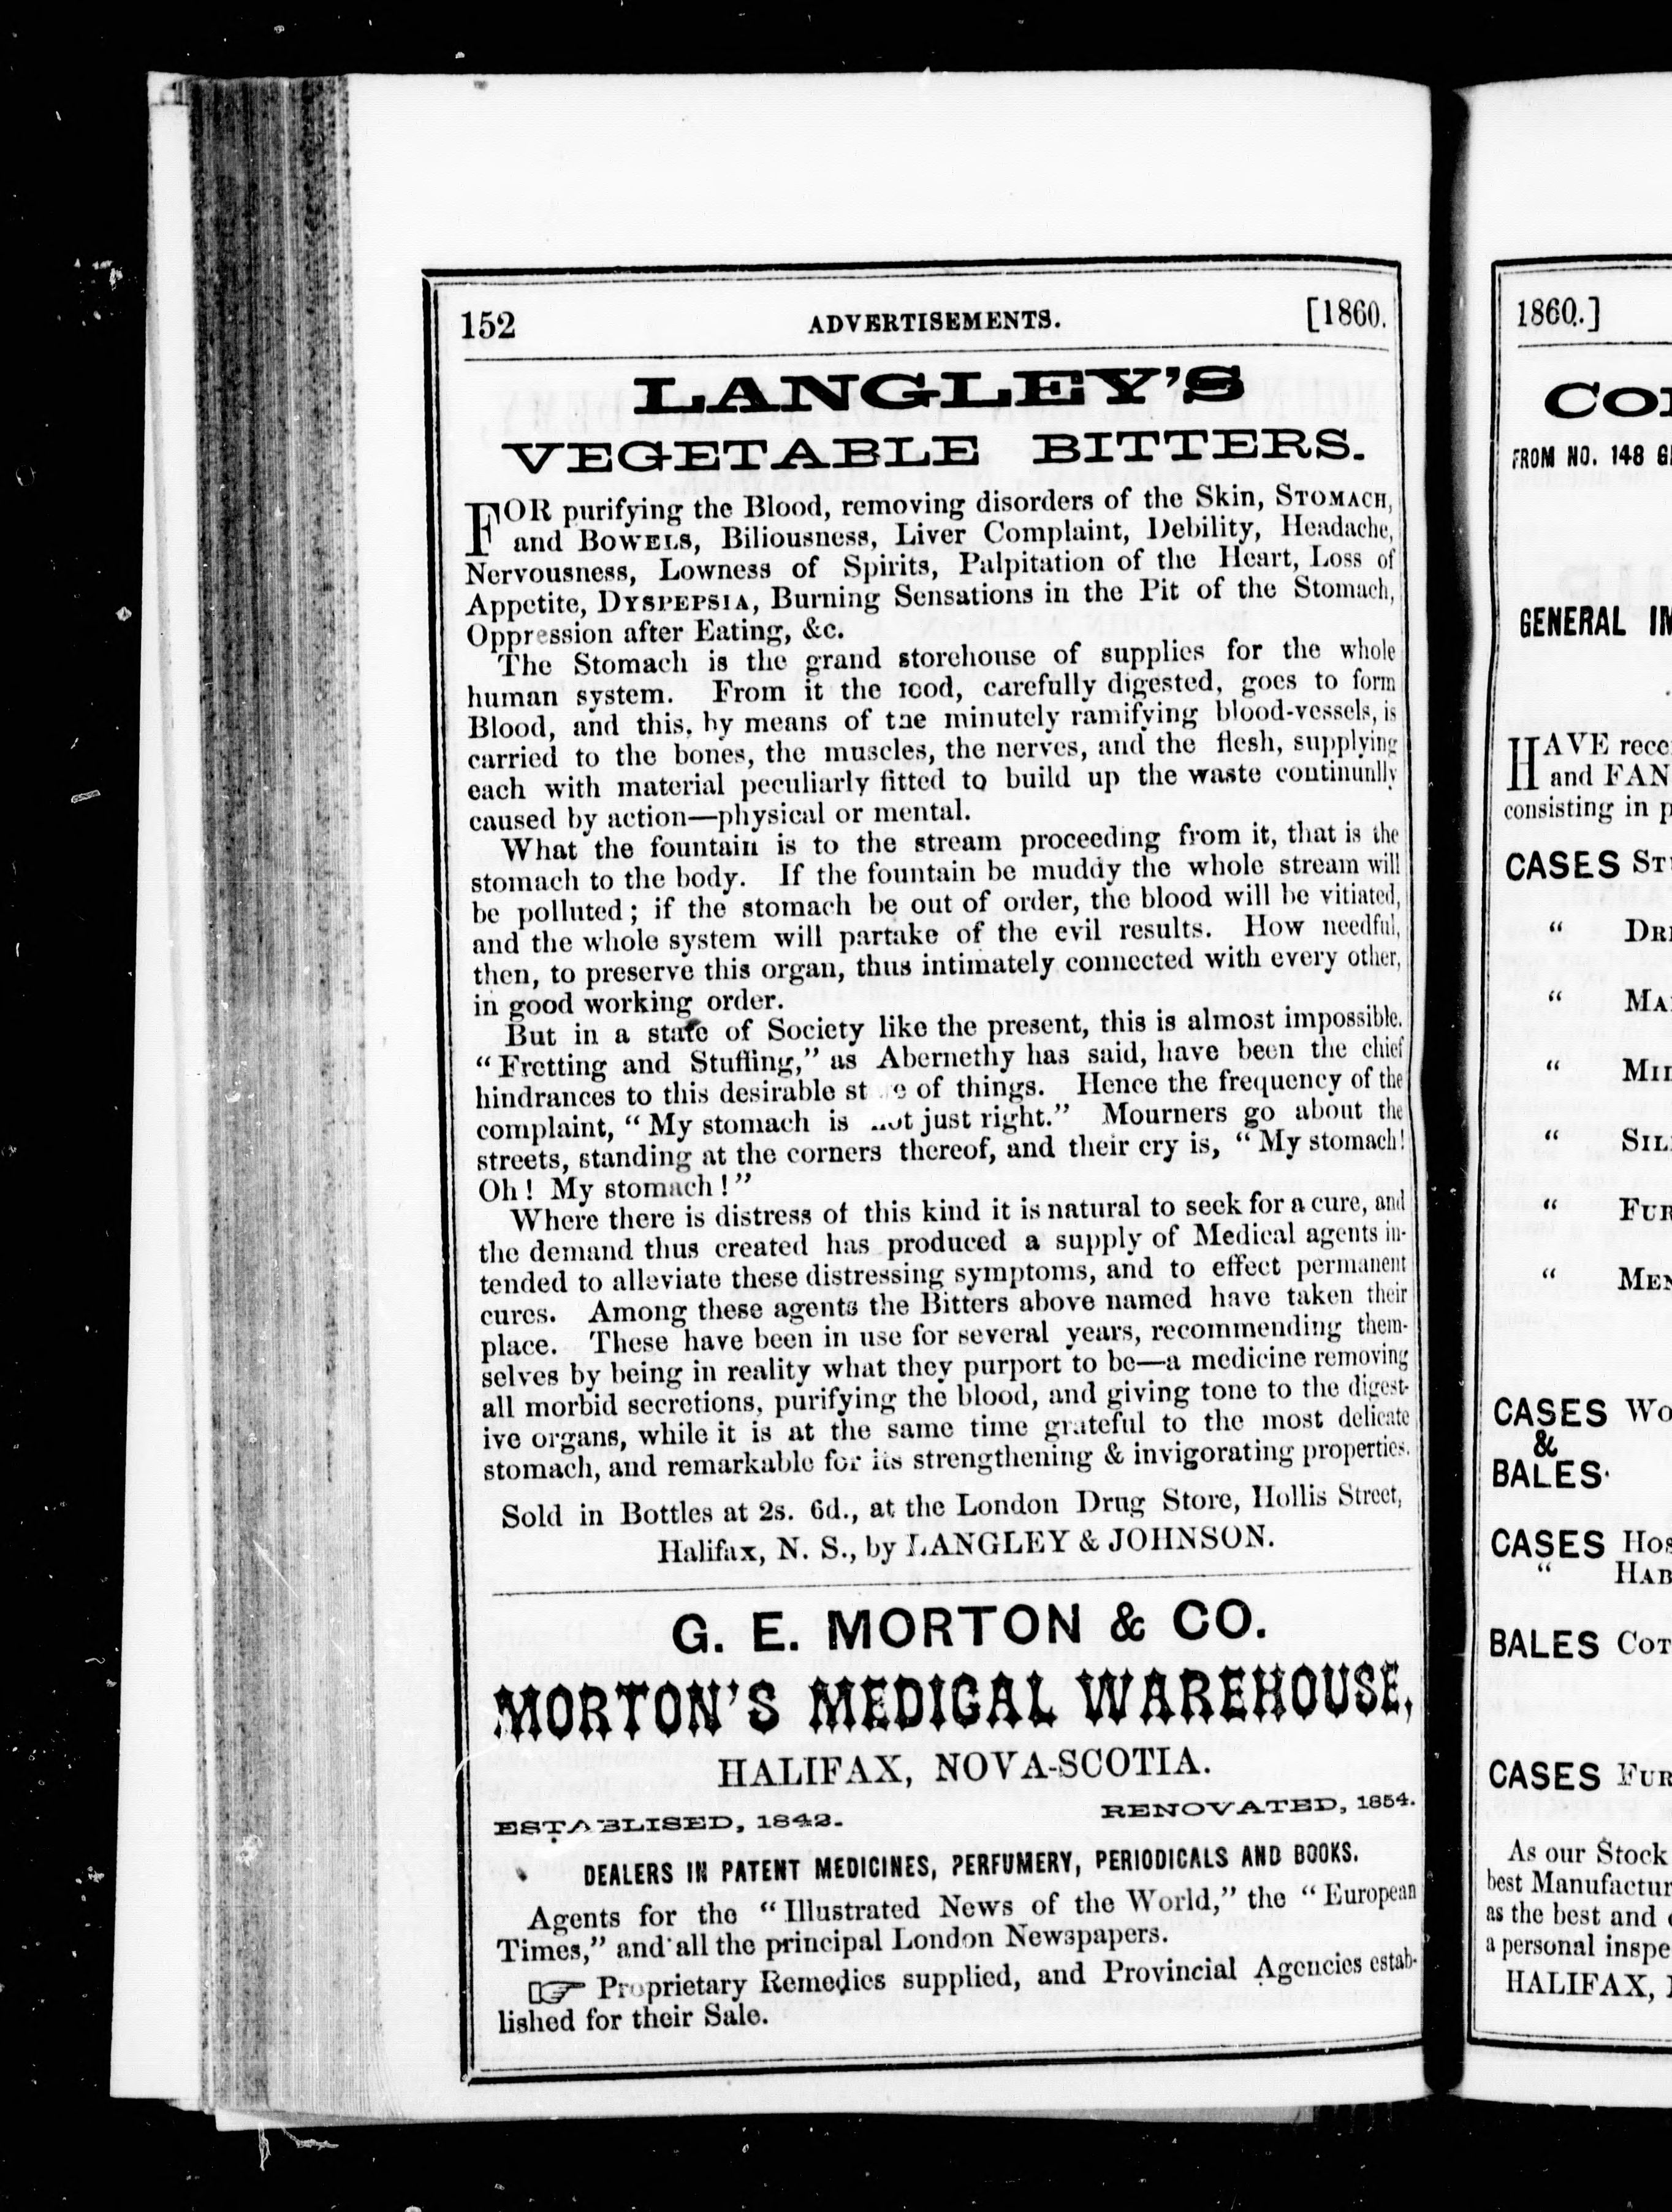 152 ADVERTISEMENTS. [1860.
LANGLEY'S
VEGETABLE BITTERS.
FOR purifying the Blood, removing disorders of the Skin, STOMACH,
and BOWELS, Biliousness, Liver Complaint, Debility, Headache,
Nervousness, Lowness of Spirits, Palpitation of the Heart, Loss of
Appetite, DYSPEPSIA, Burning Sensations in the Pit of the Stomach,
Oppression after Eating, &c.
The Stomach is the grand storehouse of supplies for the whole
human system. From it the food, carefully digested, goes to form
Blood, and this, by means of the minutely ramifying blood-vessels, is
carried to the bones, the muscles, the nerves, and the flesh, supplying
each with material peculiarly fitted to build up the waste continually
caused by action—physical or mental.
What the fountain is to the stream proceeding from it, that is the
stomach to the body. If the fountain be muddy the whole stream will
be polluted; if the stomach be out of order, the blood will be vitiated,
and the whole system will partake of the evil results. How needful,
then, to preserve this organ, thus intimately connected with every other,
in good working order.
But in a state of Society like the present, this is almost impossible.
"Fretting and Stuffing," as Abernethy has said, have been the chief
hindrances to this desirable of things. Hence the frequency of the
complaint, "My stomach is not just right." Mourners go about the
streets, standing at the corners thereof, and their cry is, "My stomach!
Oh! My stomach!"
Where there is distress of this kind it is natural to seek for a cure, and
the demand thus created has produced a supply of Medical agents in-
tended to alleviate these distressing symptoms, and to effect permanent
cures. Among these agents the Bitters above named have taken their
place. These have been in use for several years, recommending them-
selves by being in reality what they purport to be—a medicine removing
all morbid secretions, purifying the blood, and giving tone to the digest-
ive organs, while it is at the same time grateful to the most delicate
stomach, and remarkable for its strengthening & invigorating properties.
Sold in Bottles at 2s. 6d., at the London Drug Store, Hollis Street,
Halifax, N. S., by LANGLEY & JOHNSON.
G. E. MORTON & CO.
MORTON'S MEDICAL WAREHOUSE,
HALIFAX, NOVA-SCOTIA.
ESTABLISED, 1842. RENOVATED, 1854.
DEALERS IN PATENT MEDICINES, PERFUMERY, PERIODICALS AND BOOKS.
Agents for the "Illustrated News of the World," the "European
Times," and all the principal London Newspapers.
☞ Proprietary Remedies supplied, and Provincial Agencies estab-
lished for their Sale.
1860.]
FROM NO. 148
GENERAL
HAVE
and
consisting in
CASES
"
"
"
"
"
"
CASES
&
BALES
CASES
"
BALES
CASES
As our Stock
best
as the best and
a personal
HALIFAX,